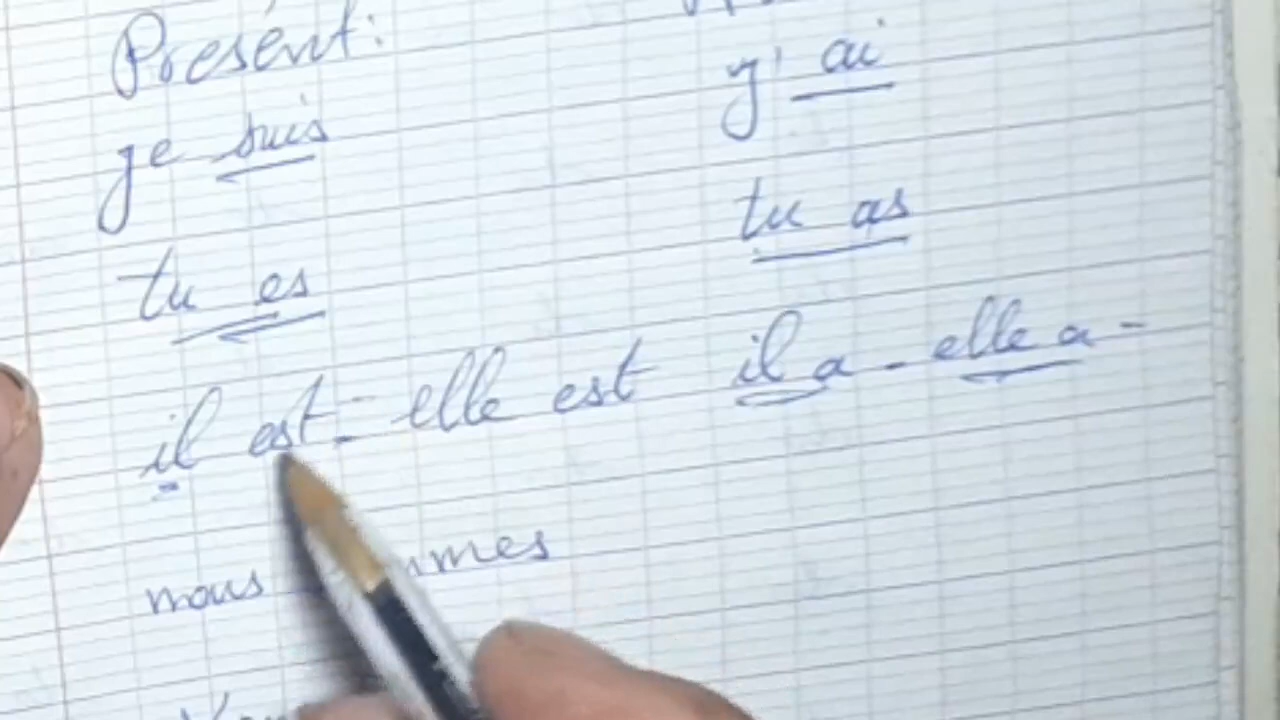 Présent:
je suis
j'ai
tu es
tu as
il est - elle est
il a - elle a -
nous